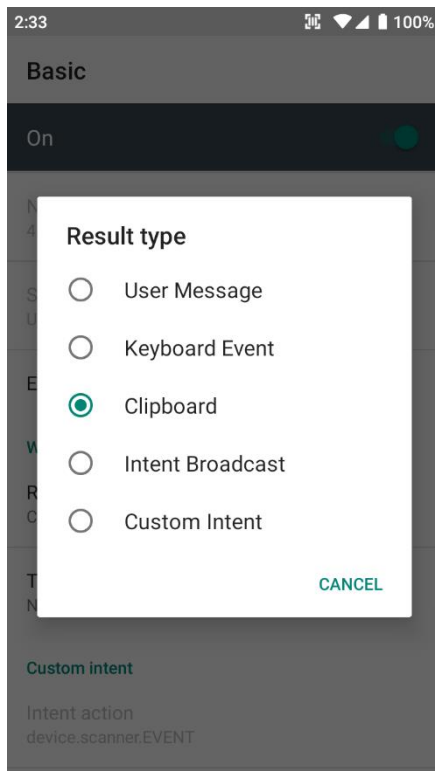 2:33
100%
Basic
On
Result type
User Message
Keyboard Event
Clipboard
Intent Broadcast
Custom Intent
CANCEL
Custom intent
Intent action
device.scanner.EVENT